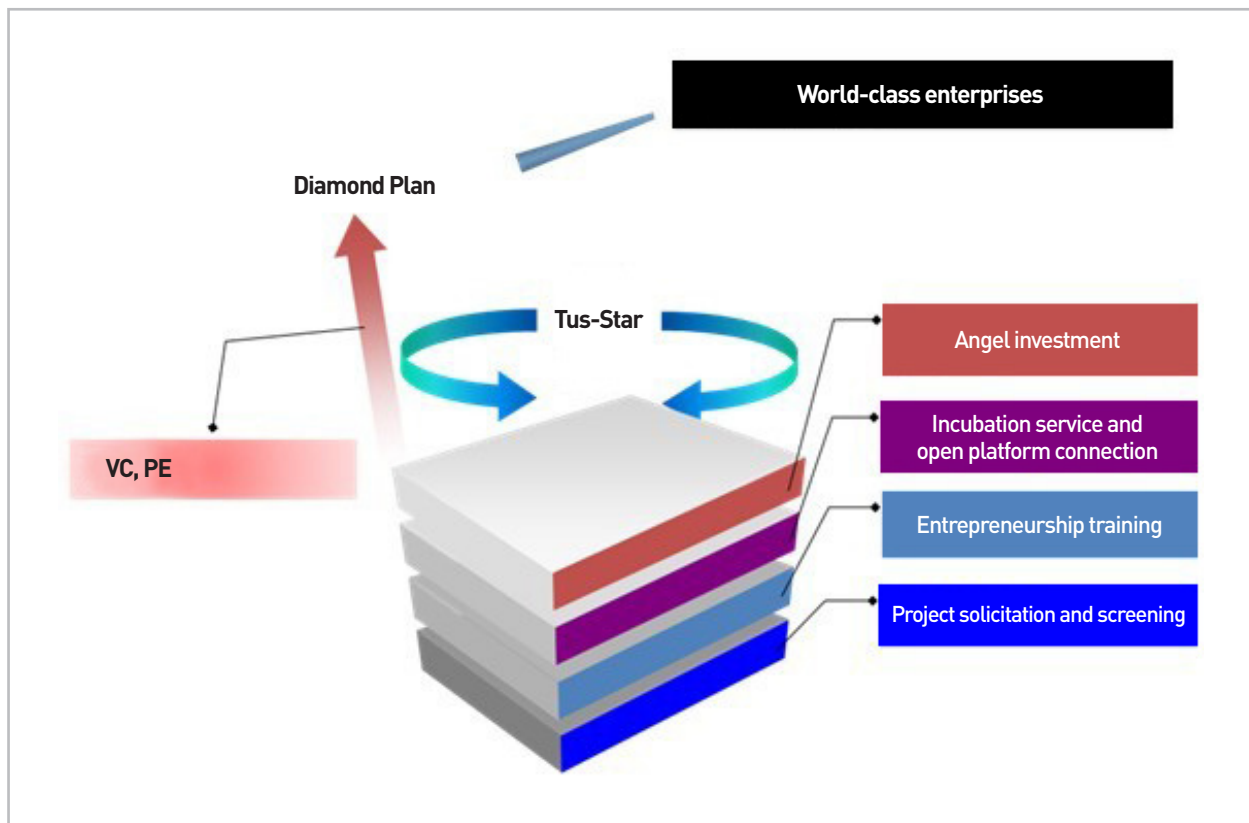 World-class enterprises
Diamond Plan
Tus-Star
Angel investment
VC, PE
Incubation service and
open platform connection
Entrepreneurship training
Project solicitation and screening